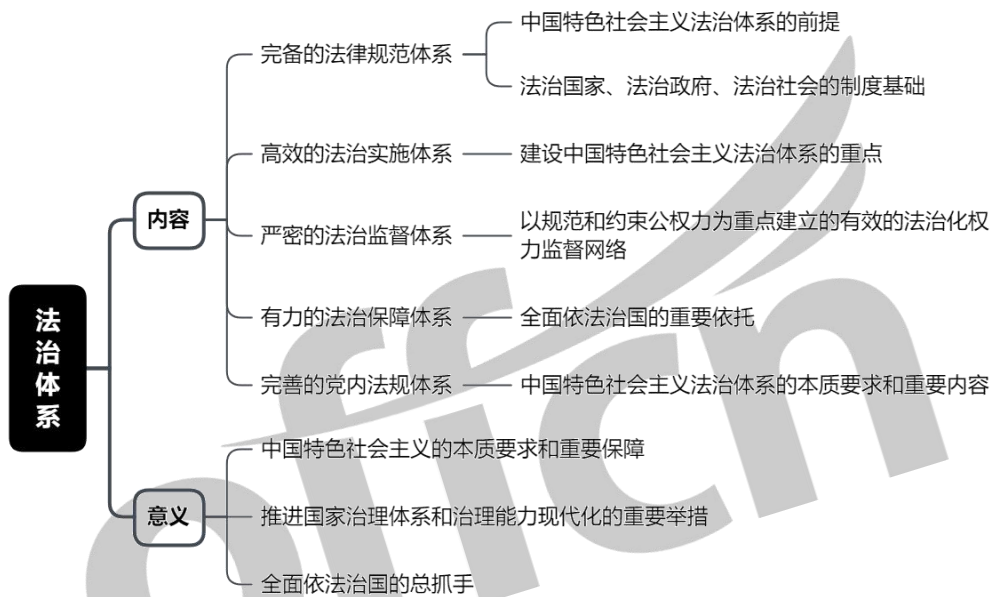 法治体系
内容
完备的法律规范体系
中国特色社会主义法治体系的前提
法治国家、法治政府、法治社会的制度基础
高效的法治实施体系
建设中国特色社会主义法治体系的重点
严密的法治监督体系
以规范和约束公权力为重点建立的有效的法治化权
力监督网络
有力的法治保障体系
全面依法治国的重要依托
完善的党内法规体系
中国特色社会主义法治体系的本质要求和重要内容
意义
中国特色社会主义的本质要求和重要保障
推进国家治理体系和治理能力现代化的重要举措
全面依法治国的总抓手
offcn